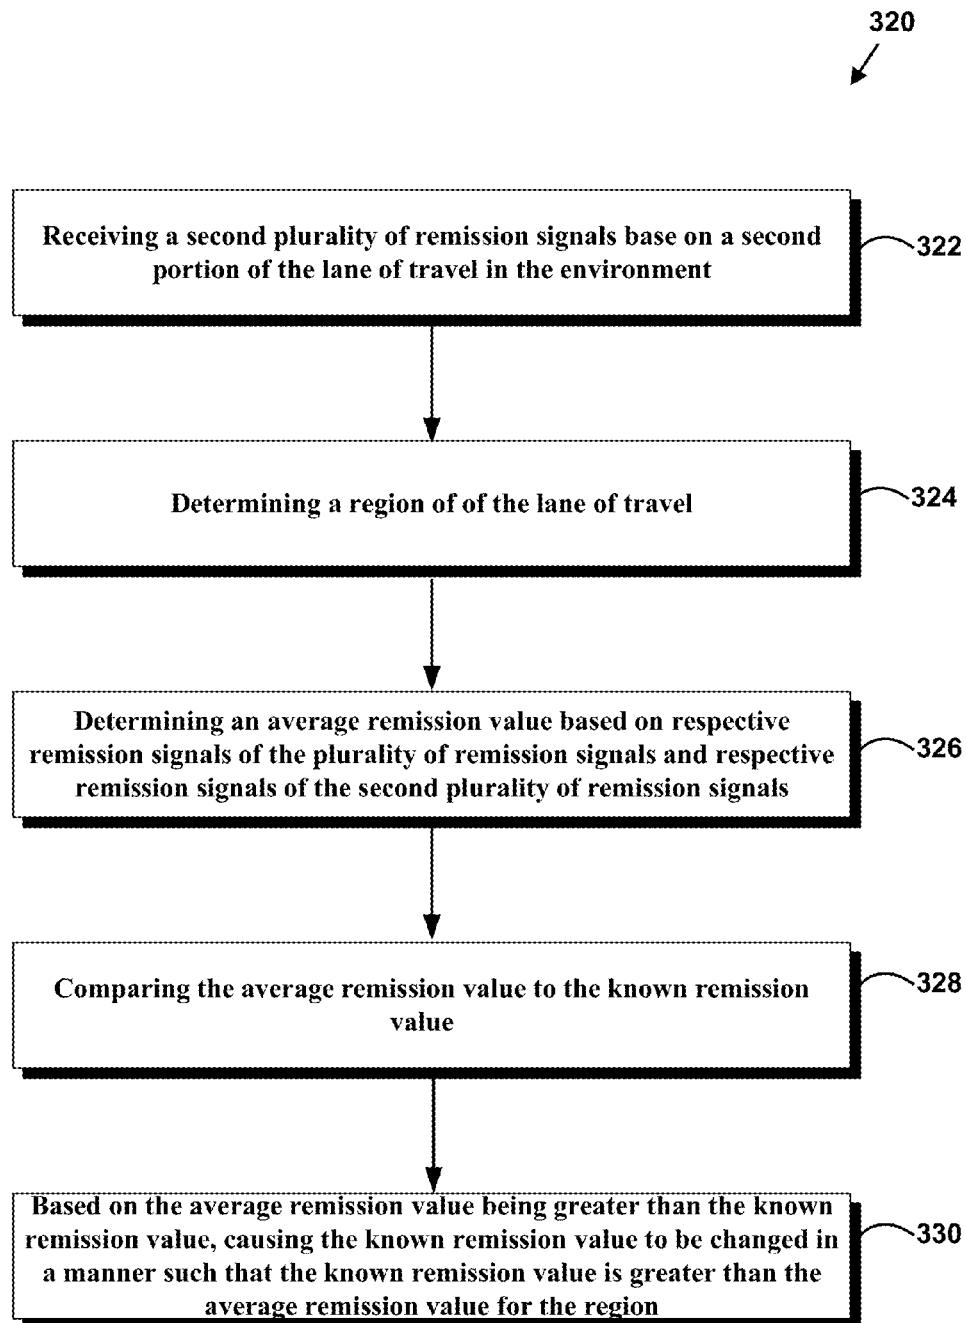 320
Receiving a second plurality of remission signals base on a second
portion of the lane of travel in the environment
322
Determining a region of of the lane of travel
324
Determining an average remission value based on respective
remission signals of the plurality of remission signals and respective
remission signals of the second plurality of remission signals
326
Comparing the average remission value to the known remission
value
328
Based on the average remission value being greater than the known
remission value, causing the known remission value to be changed in
a manner such that the known remission value is greater than the
average remission value for the region
330